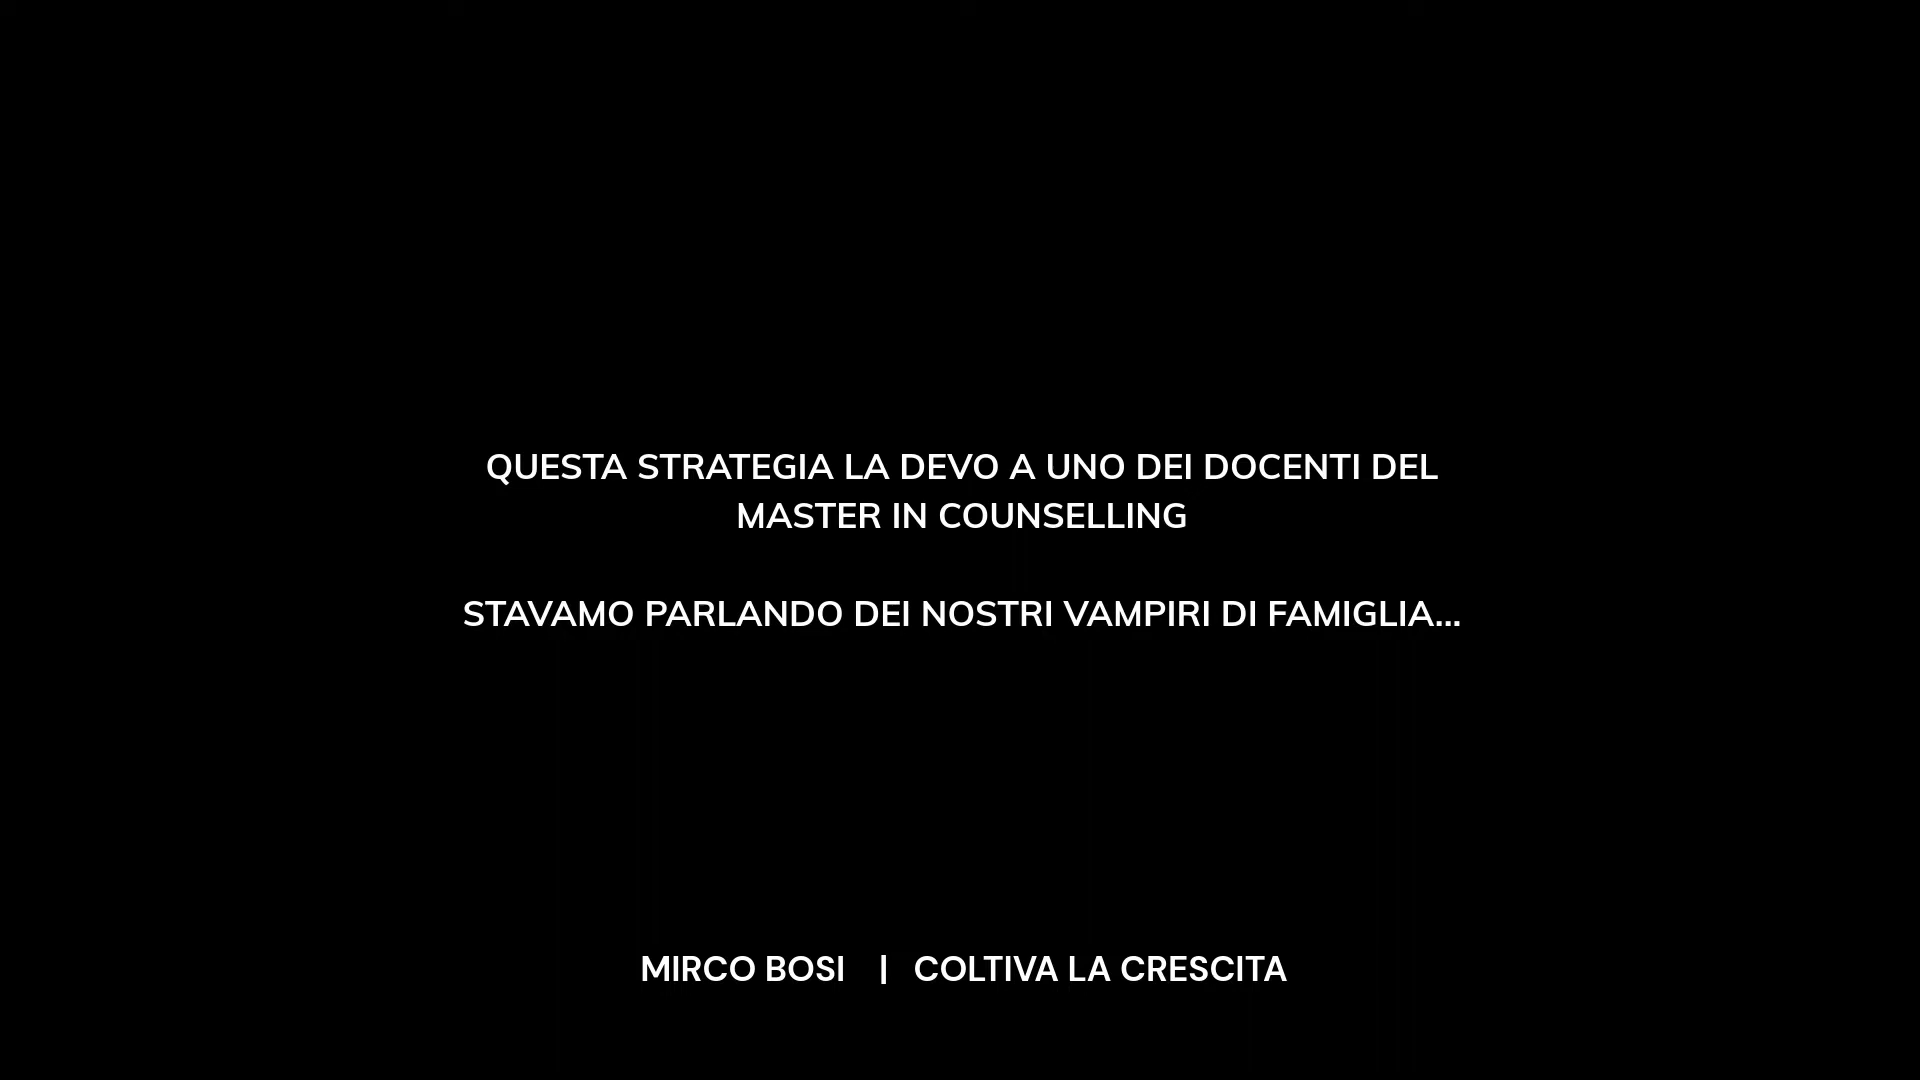 QUESTA STRATEGIA LA DEVO A UNO DEI DOCENTI DEL
MASTER IN COUNSELLING
STAVAMO PARLANDO DEI NOSTRI VAMPIRI DI FAMIGLIA...
MIRCO BOSI | COLTIVA LA CRESCITA